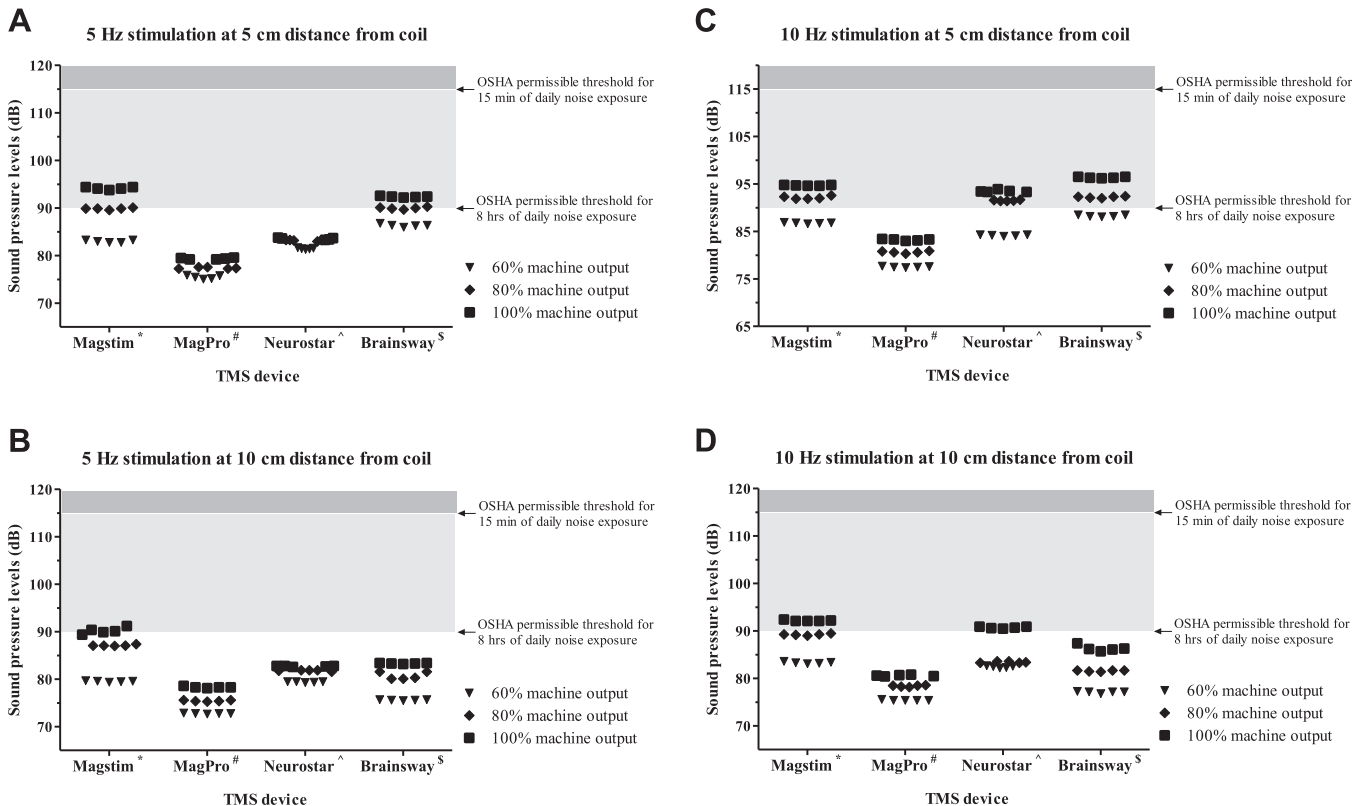 A
5 Hz stimulation at 5 cm distance from coil
120
110
100
90
80
70
Sound pressure levels (dB)
OSHA permissible threshold for
15 min of daily noise exposure
OSHA permissible threshold for
8 hrs of daily noise exposure
60% machine output
80% machine output
100% machine output
Magstim *
MagPro #
Neurostar ^
Brainsway $
TMS device
C
10 Hz stimulation at 5 cm distance from coil
115
105
95
85
75
65
Sound pressure levels (dB)
OSHA permissible threshold for
15 min of daily noise exposure
OSHA permissible threshold for
8 hrs of daily noise exposure
60% machine output
80% machine output
100% machine output
Magstim *
MagPro #
Neurostar ^
Brainsway $
TMS device
B
5 Hz stimulation at 10 cm distance from coil
120
110
100
90
80
70
Sound pressure levels (dB)
OSHA permissible threshold for
15 min of daily noise exposure
OSHA permissible threshold for
8 hrs of daily noise exposure
60% machine output
80% machine output
100% machine output
Magstim *
MagPro #
Neurostar ^
Brainsway $
TMS device
D
10 Hz stimulation at 10 cm distance from coil
120
110
100
90
80
70
Sound pressure levels (dB)
OSHA permissible threshold for
15 min of daily noise exposure
OSHA permissible threshold for
8 hrs of daily noise exposure
60% machine output
80% machine output
100% machine output
Magstim *
MagPro #
Neurostar ^
Brainsway $
TMS device